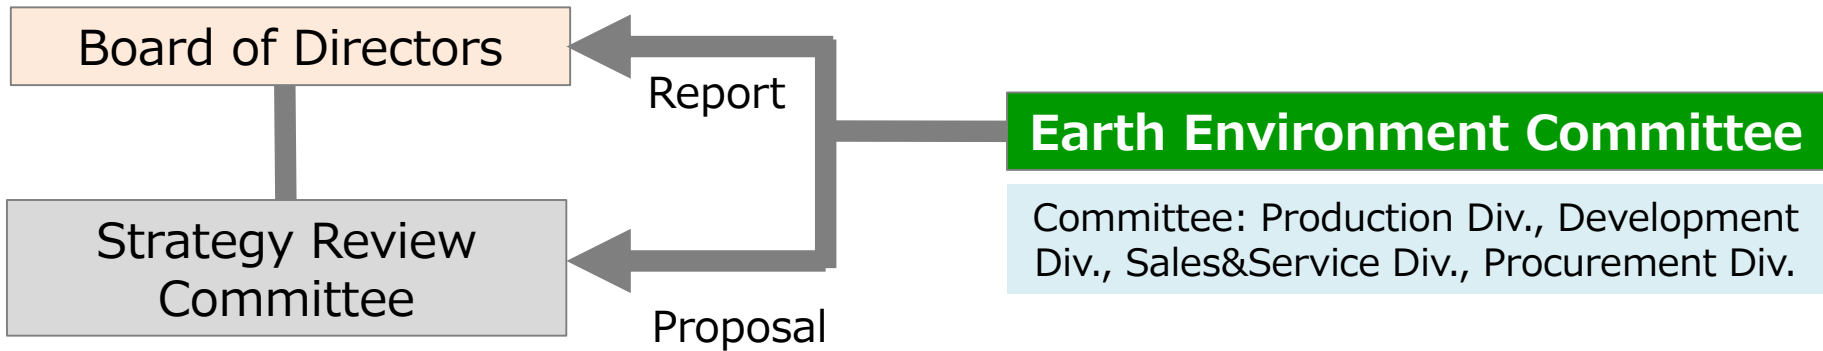 Board of Directors
Report
Earth Environment Committee
Committee: Production Div., Development
Div., Sales&Service Div., Procurement Div.
Strategy Review
Committee
Proposal